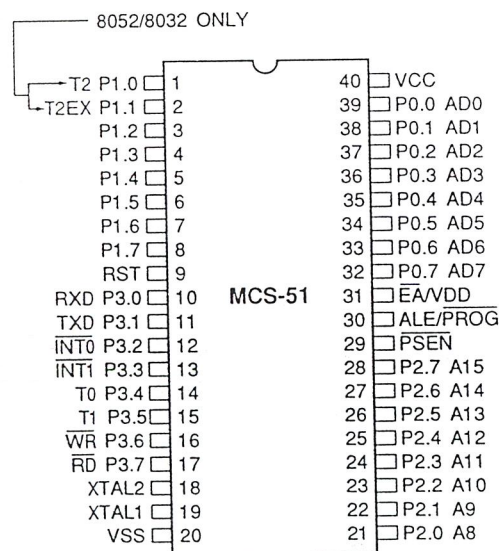 8052/8032 ONLY
T2 P1.0 1 40 VCC
T2EX P1.1 2 39 P0.0 AD0
P1.2 3 38 P0.1 AD1
P1.3 4 37 P0.2 AD2
P1.4 5 36 P0.3 AD3
P1.5 6 35 P0.4 AD4
P1.6 7 34 P0.5 AD5
P1.7 8 33 P0.6 AD6
RST 9 32 P0.7 AD7
RXD P3.0 10 MCS-51 31 E̅A̅/VDD
TXD P3.1 11 30 ALE/P̅R̅O̅G̅
I̅N̅T̅0̅ P3.2 12 29 P̅S̅E̅N̅
I̅N̅T̅1̅ P3.3 13 28 P2.7 A15
T0 P3.4 14 27 P2.6 A14
T1 P3.5 15 26 P2.5 A13
W̅R̅ P3.6 16 25 P2.4 A12
R̅D̅ P3.7 17 24 P2.3 A11
XTAL2 18 23 P2.2 A10
XTAL1 19 22 P2.1 A9
VSS 20 21 P2.0 A8